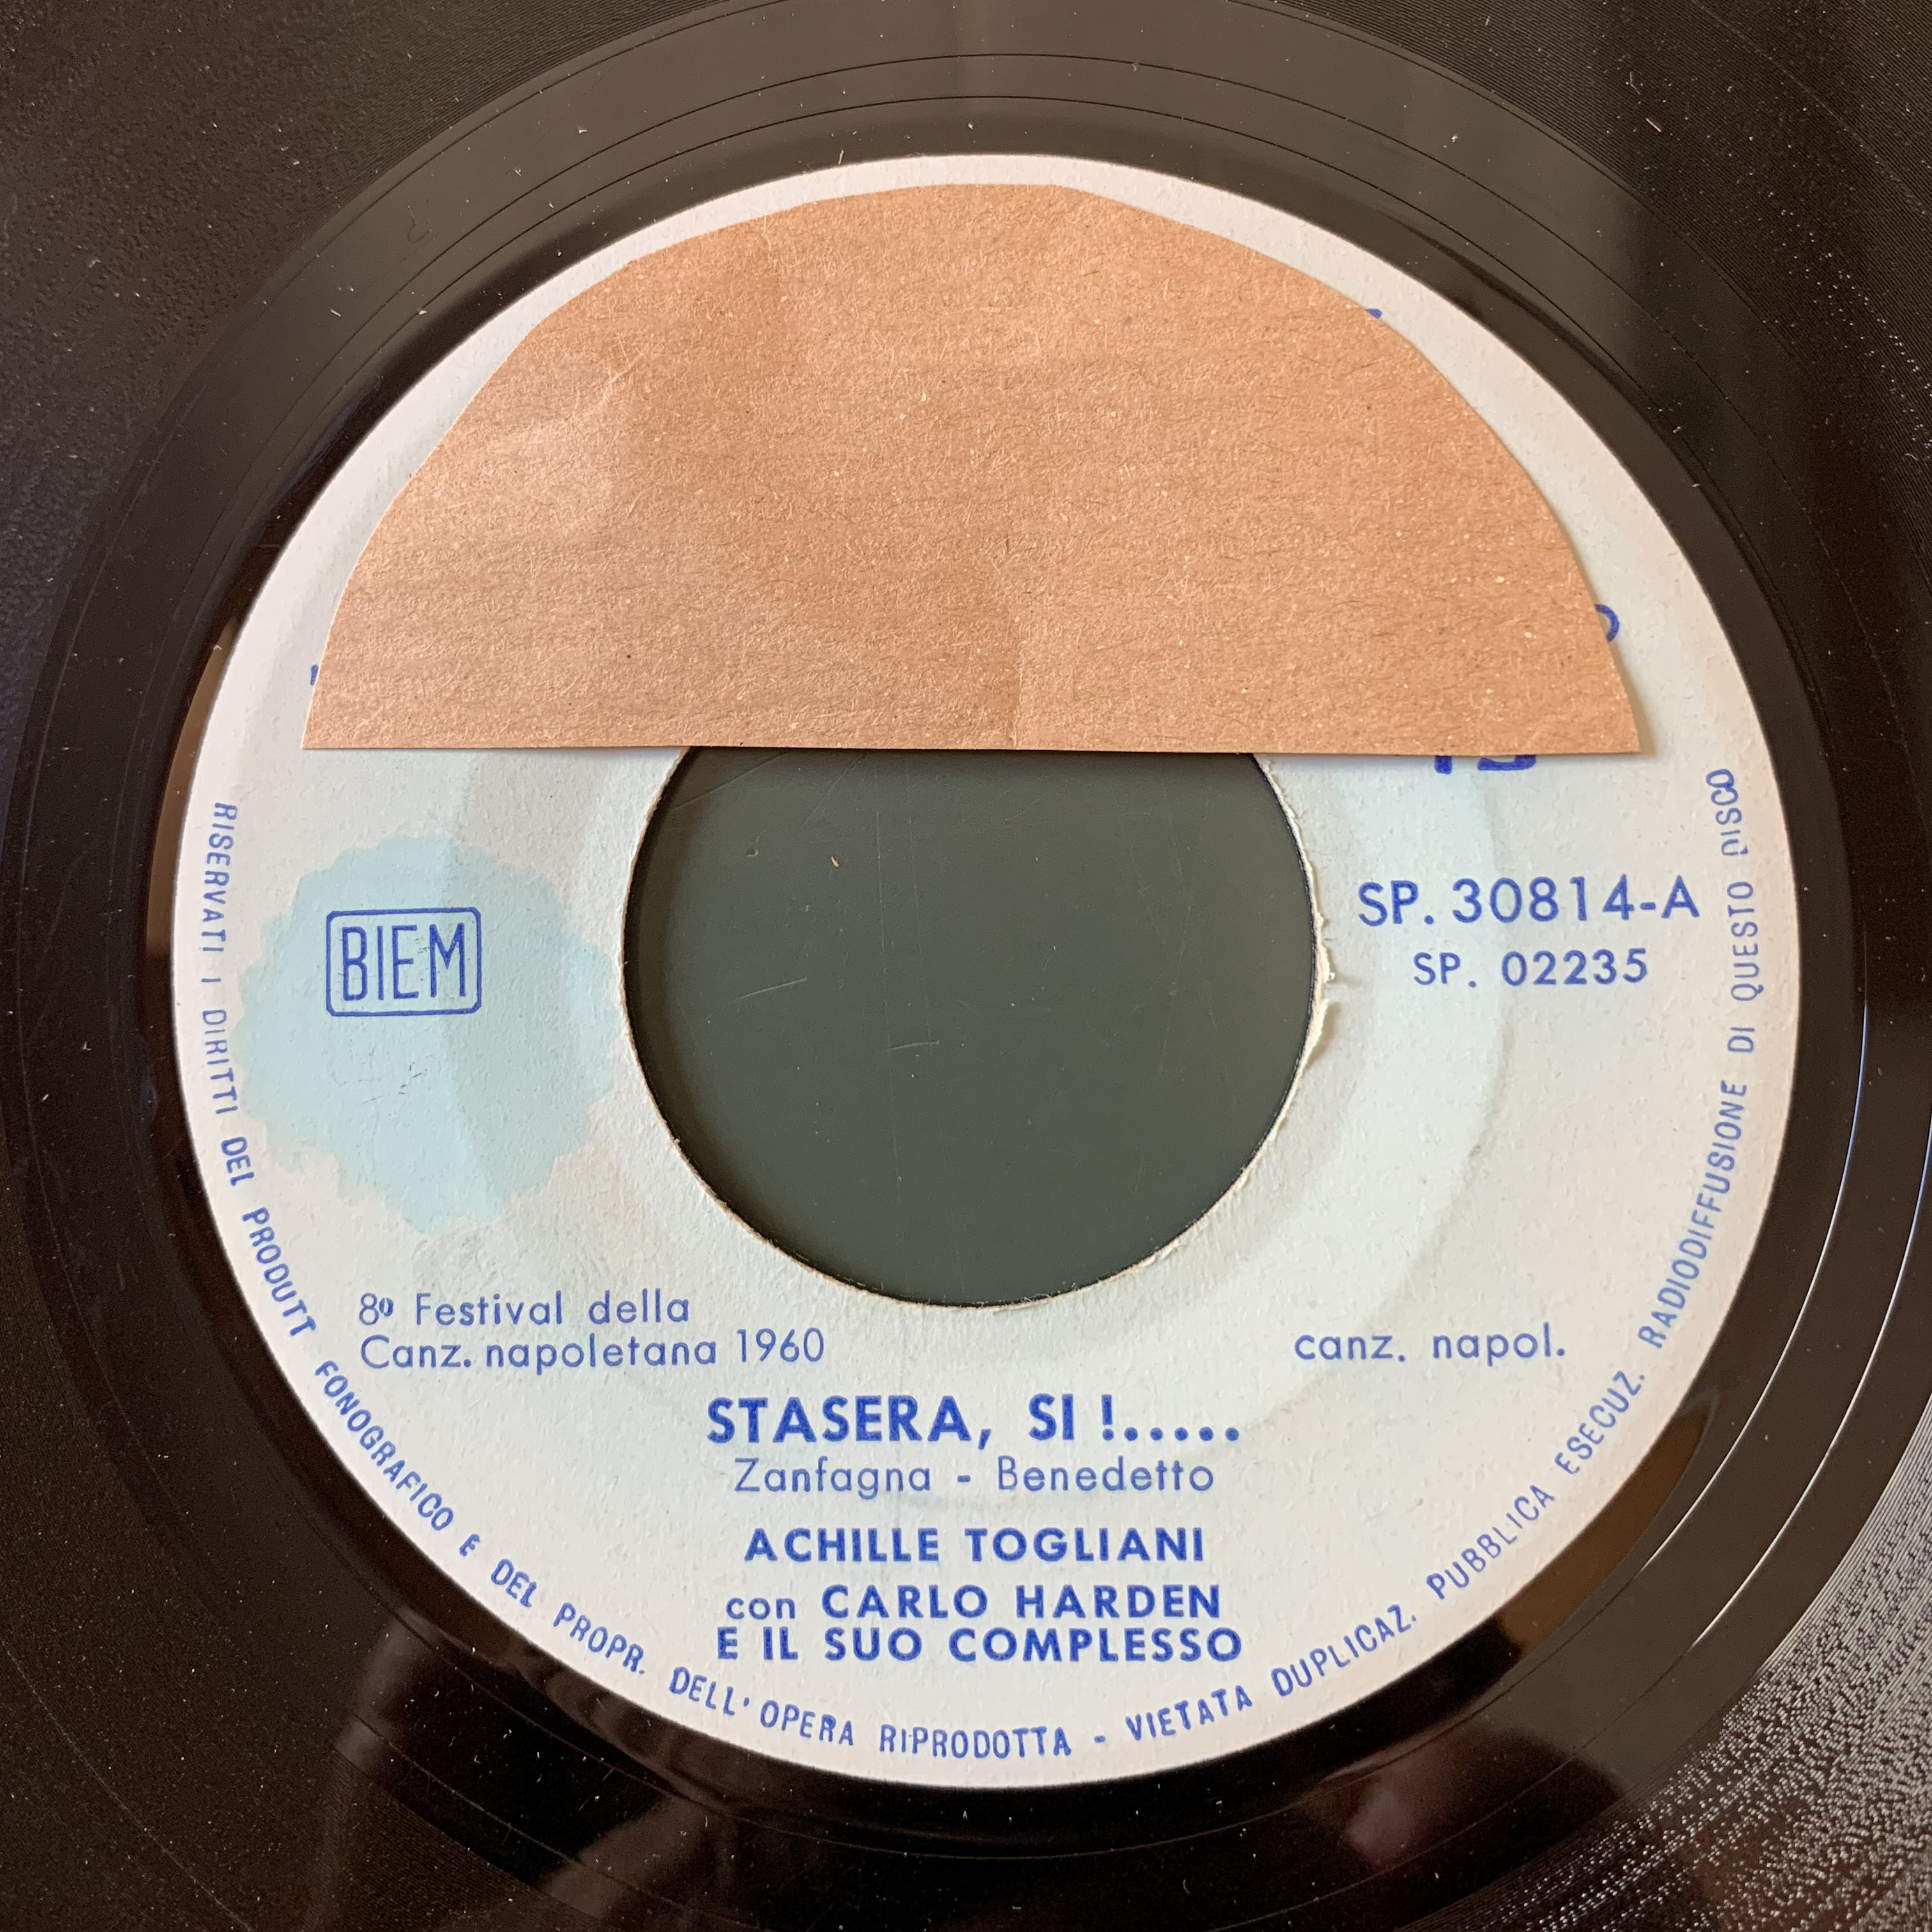 BIEM
SP. 30814-A
SP. 02235
8º Festival della
Canz. napoletana 1960
canz. napol.
STASERA, SI !.....
Zanfagna - Benedetto
ACHILLE TOGLIANI
con CARLO HARDEN
E IL SUO COMPLESSO
RISERVATI I DIRITTI DEL PRODUTT FONOGRAFICO E DEL PROPR. DELL' OPERA RIPRODOTTA - VIETATA DUPLICAZ. PUBBLICA ESECUZ. RADIODIFFUSIONE DI QUESTO DISCO